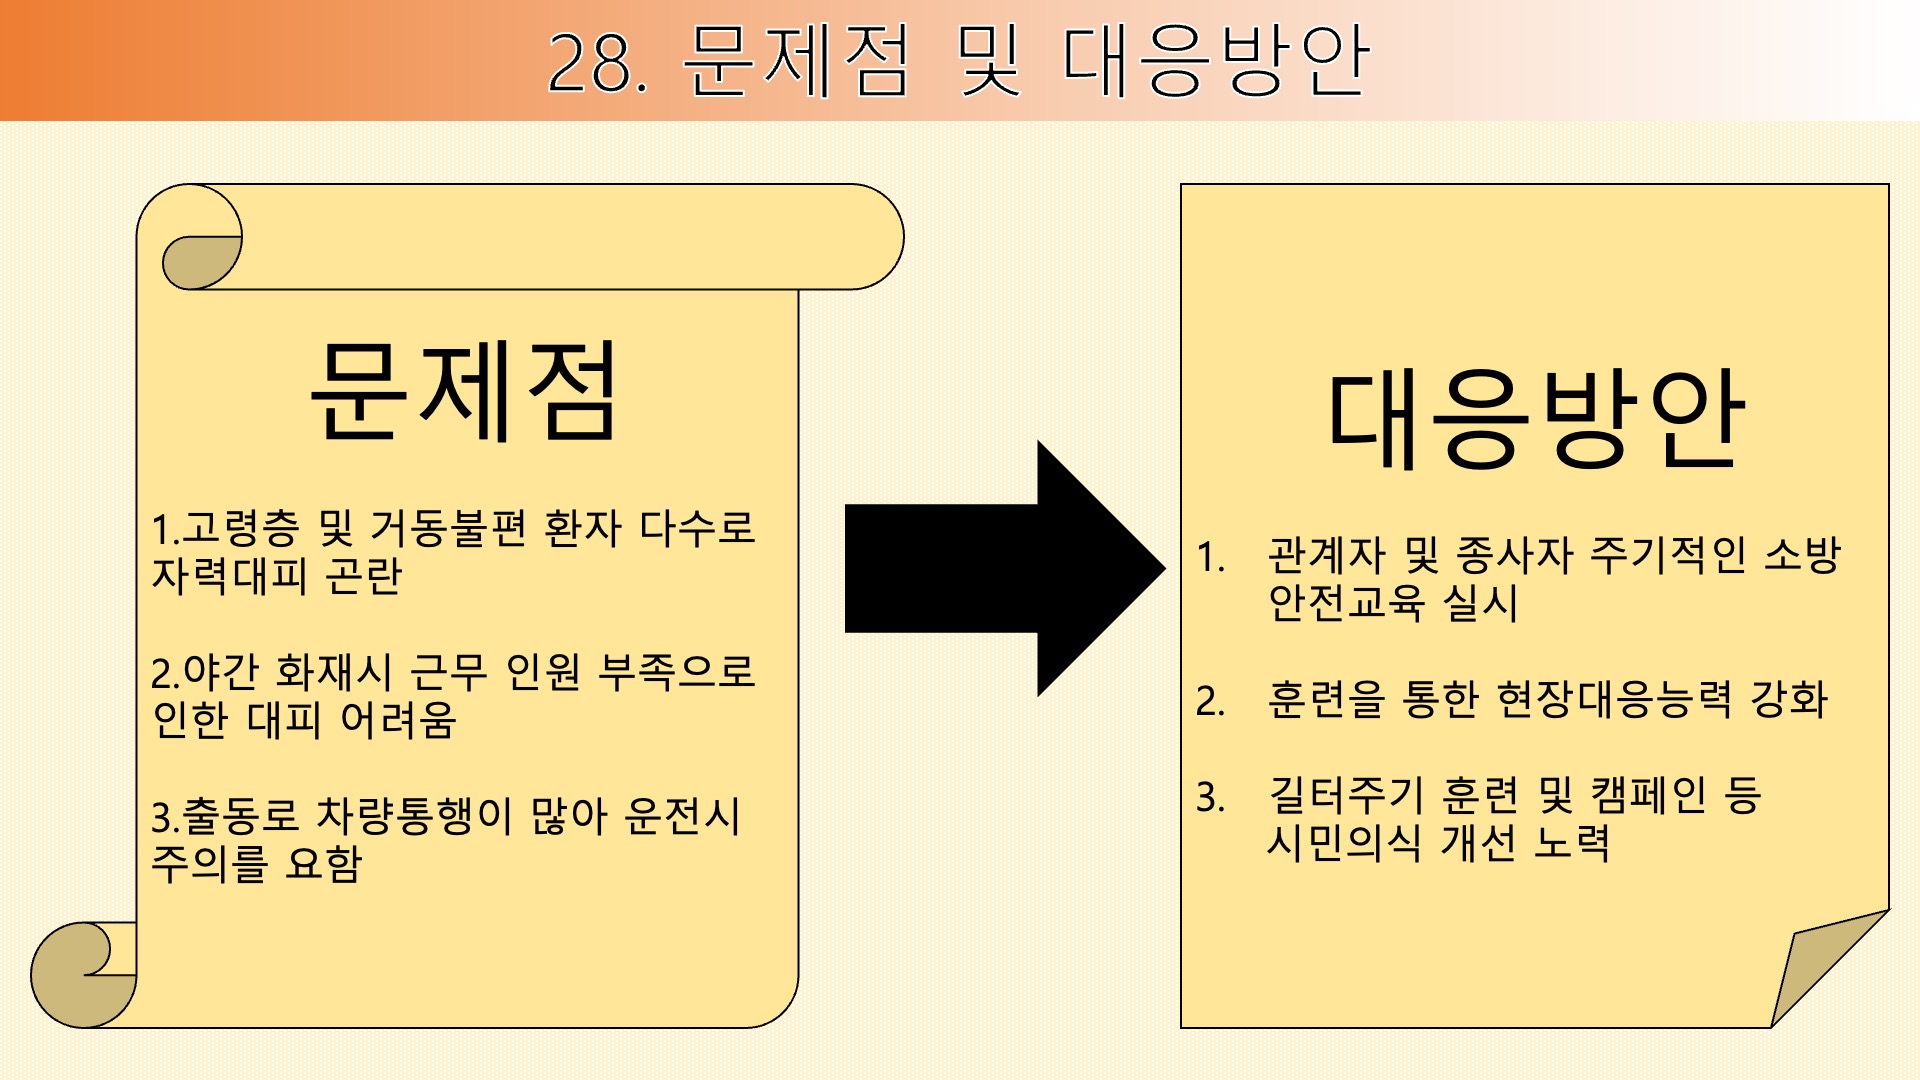 28. 문제점 및 대응방안
문제점
1.고령층 및 거동불편 환자 다수로
자력대피 곤란
2.야간 화재시 근무 인원 부족으로
인한 대피 어려움
3.출동로 차량통행이 많아 운전시
주의를 요함
대응방안
1. 관계자 및 종사자 주기적인 소방
안전교육 실시
2. 훈련을 통한 현장대응능력 강화
3. 길터주기 훈련 및 캠페인 등
시민의식 개선 노력